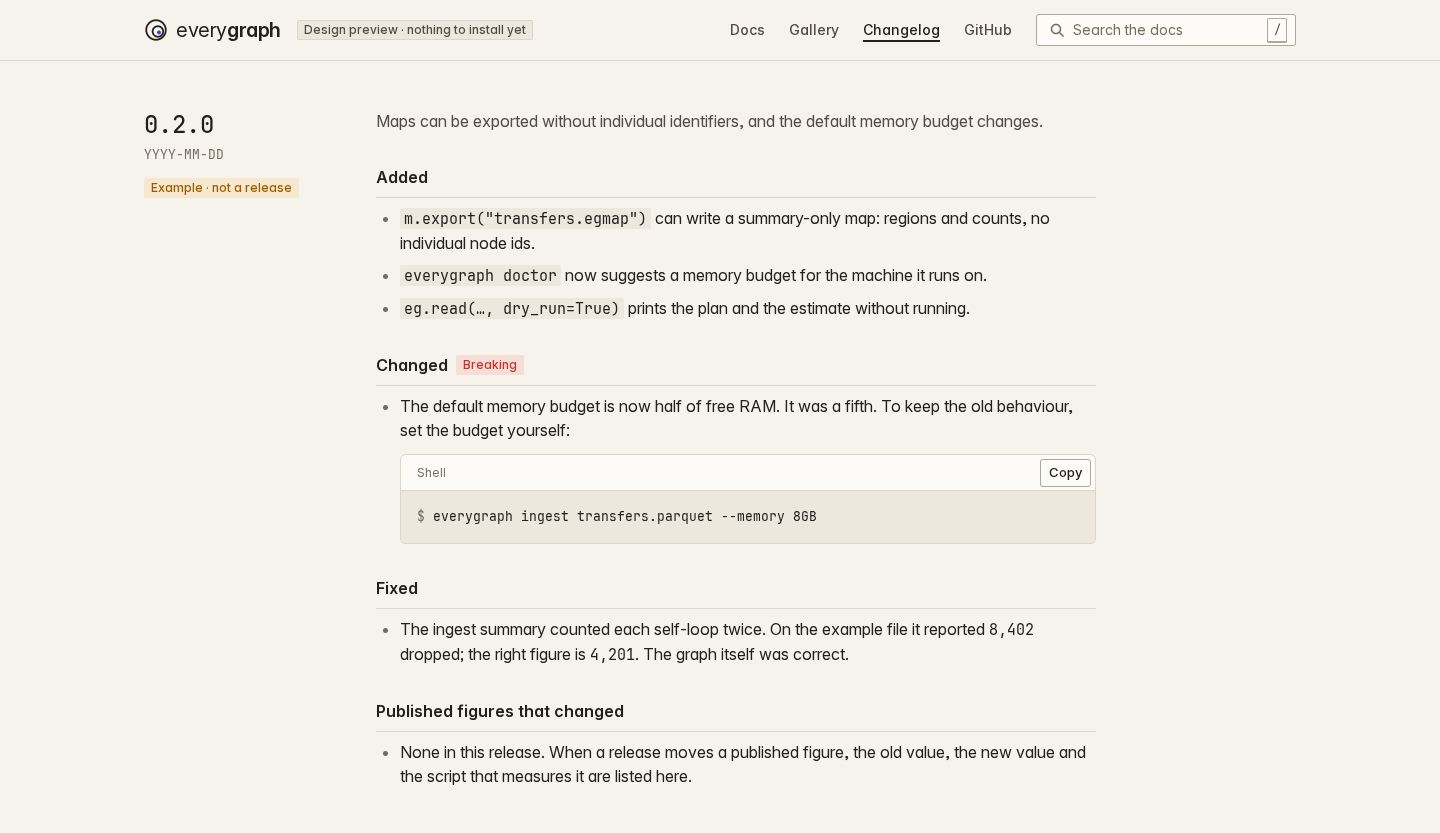 everygraph
Design preview · nothing to install yet
Docs
Gallery
Changelog
GitHub
Search the docs
/
0.2.0
YYYY-MM-DD
Example · not a release
Maps can be exported without individual identifiers, and the default memory budget changes.
Added
• m.export("transfers.egmap") can write a summary-only map: regions and counts, no
individual node ids.
• everygraph doctor now suggests a memory budget for the machine it runs on.
• eg.read(…, dry_run=True) prints the plan and the estimate without running.
Changed Breaking
• The default memory budget is now half of free RAM. It was a fifth. To keep the old behaviour,
set the budget yourself:
Shell
Copy
$ everygraph ingest transfers.parquet --memory 8GB
Fixed
• The ingest summary counted each self-loop twice. On the example file it reported 8,402
dropped; the right figure is 4,201. The graph itself was correct.
Published figures that changed
• None in this release. When a release moves a published figure, the old value, the new value and
the script that measures it are listed here.